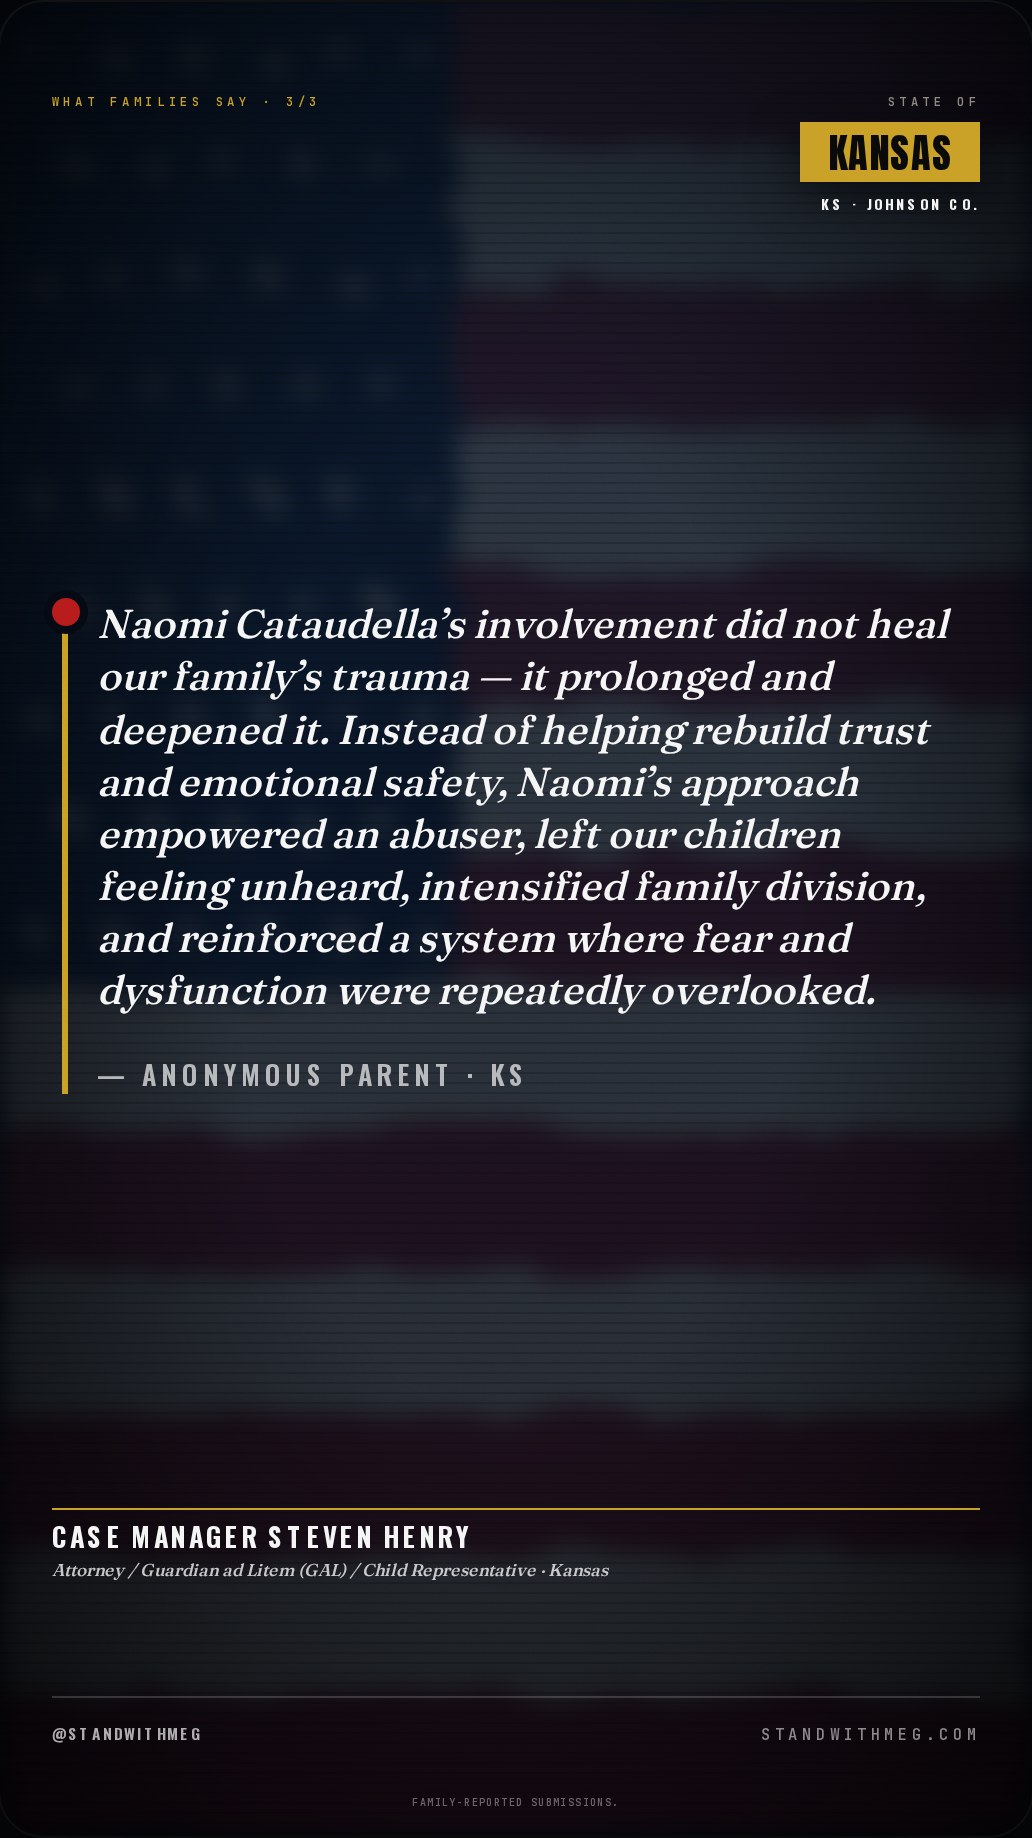 WHAT FAMILIES SAY · 3/3
STATE OF
KANSAS
KS · JOHNSON CO.
Naomi Cataudella’s involvement did not heal
our family’s trauma — it prolonged and
deepened it. Instead of helping rebuild trust
and emotional safety, Naomi’s approach
empowered an abuser, left our children
feeling unheard, intensified family division,
and reinforced a system where fear and
dysfunction were repeatedly overlooked.
— ANONYMOUS PARENT · KS
CASE MANAGER STEVEN HENRY
Attorney / Guardian ad Litem (GAL) / Child Representative · Kansas
@STANDWITHMEG
STANDWITHMEG.COM
FAMILY-REPORTED SUBMISSIONS.